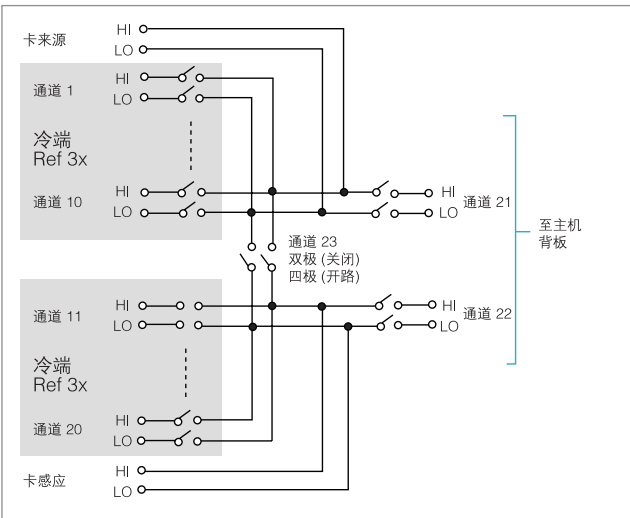 卡来源
HI
LO
通道 1
HI
LO
冷端
Ref 3x
通道 10
HI
LO
HI
LO
通道 21
至主机
背板
通道 23
双极 (关闭)
四极 (开路)
通道 11
HI
LO
HI
LO
通道 22
冷端
Ref 3x
通道 20
HI
LO
卡感应
HI
LO